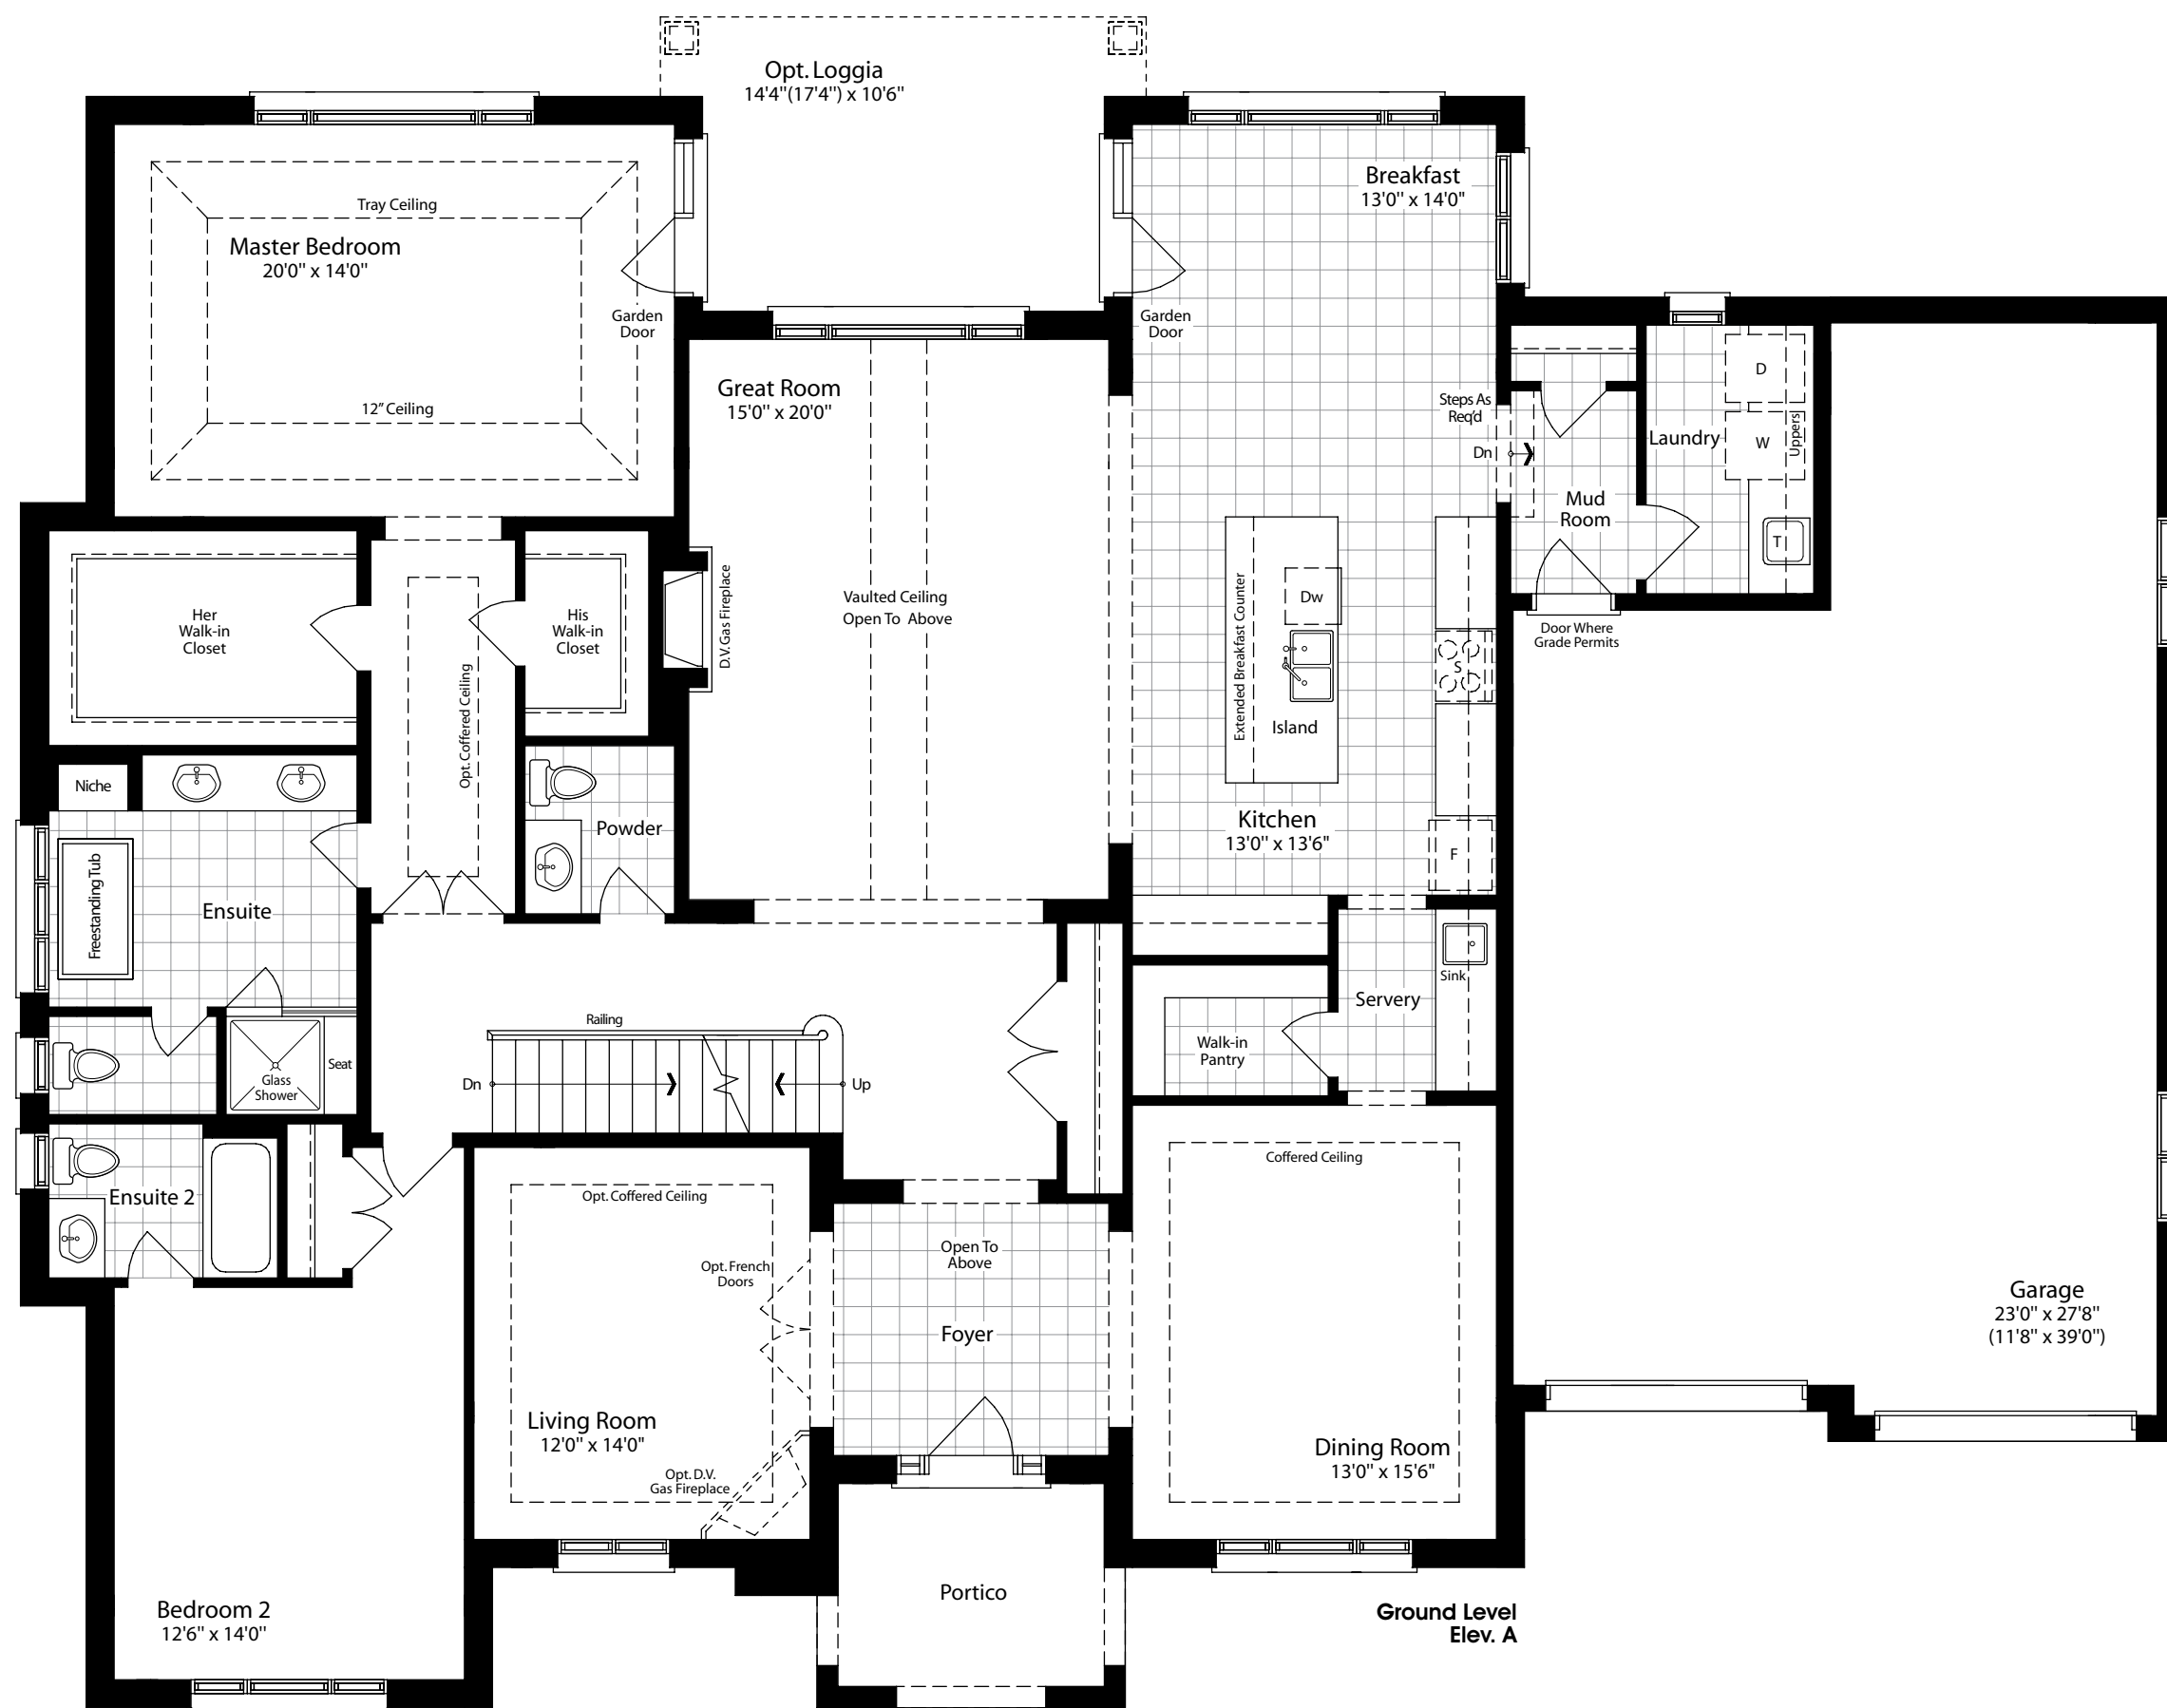 Opt. Loggia
14'4"(17'4") x 10'6"
Breakfast
13'0" x 14'0"
Tray Ceiling
Master Bedroom
20'0" x 14'0"
12" Ceiling
Garden
Door
Garden
Door
Great Room
15'0" x 20'0"
Steps As
Req'd
Dn
D
W
Uppers
Laundry
Mud
Room
T
Door Where
Grade Permits
Her
Walk-in
Closet
His
Walk-in
Closet
Opt. Coffered Ceiling
D.V. Gas Fireplace
Vaulted Ceiling
Open To Above
Extended Breakfast Counter
Dw
Island
S
Kitchen
13'0" x 13'6"
F
Niche
Powder
Freestanding Tub
Ensuite
Sink
Servery
Walk-in
Pantry
Railing
Dn
Up
Seat
Glass
Shower
Ensuite 2
Opt. Coffered Ceiling
Coffered Ceiling
Opt. French
Doors
Open To
Above
Foyer
Garage
23'0" x 27'8"
(11'8" x 39'0")
Living Room
12'0" x 14'0"
Opt. D.V.
Gas Fireplace
Dining Room
13'0" x 15'6"
Portico
Bedroom 2
12'6" x 14'0"
Ground Level
Elev. A